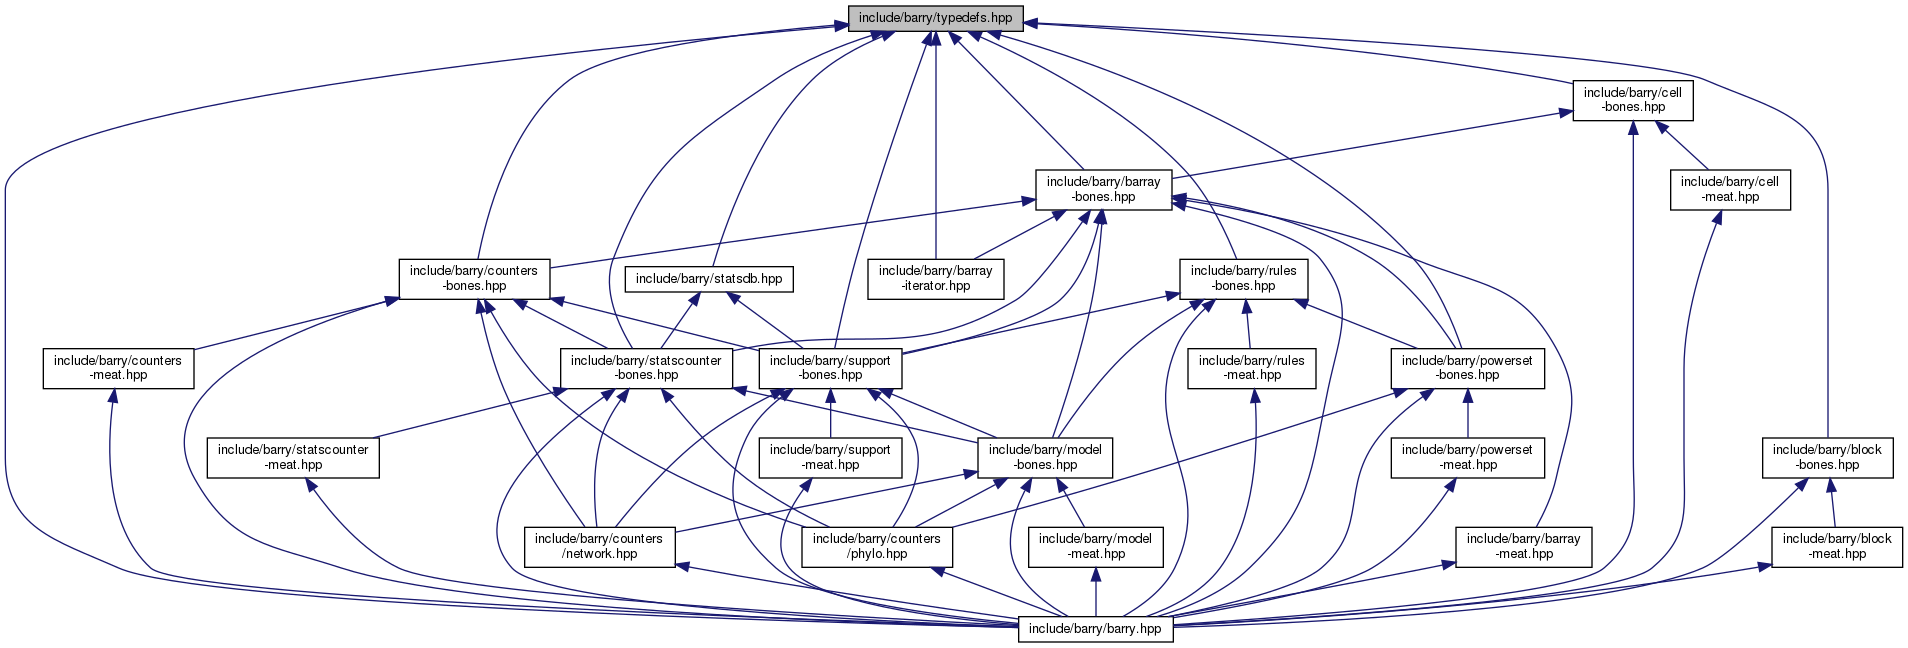 include/barry/typedefs.hpp
include/barry/cell
-bones.hpp
include/barry/barray
-bones.hpp
include/barry/cell
-meat.hpp
include/barry/counters
-bones.hpp
include/barry/statsdb.hpp
include/barry/barray
-iterator.hpp
include/barry/rules
-bones.hpp
include/barry/counters
-meat.hpp
include/barry/statscounter
-bones.hpp
include/barry/support
-bones.hpp
include/barry/rules
-meat.hpp
include/barry/powerset
-bones.hpp
include/barry/statscounter
-meat.hpp
include/barry/support
-meat.hpp
include/barry/model
-bones.hpp
include/barry/powerset
-meat.hpp
include/barry/block
-bones.hpp
include/barry/counters
/network.hpp
include/barry/counters
/phylo.hpp
include/barry/model
-meat.hpp
include/barry/barray
-meat.hpp
include/barry/block
-meat.hpp
include/barry/barry.hpp